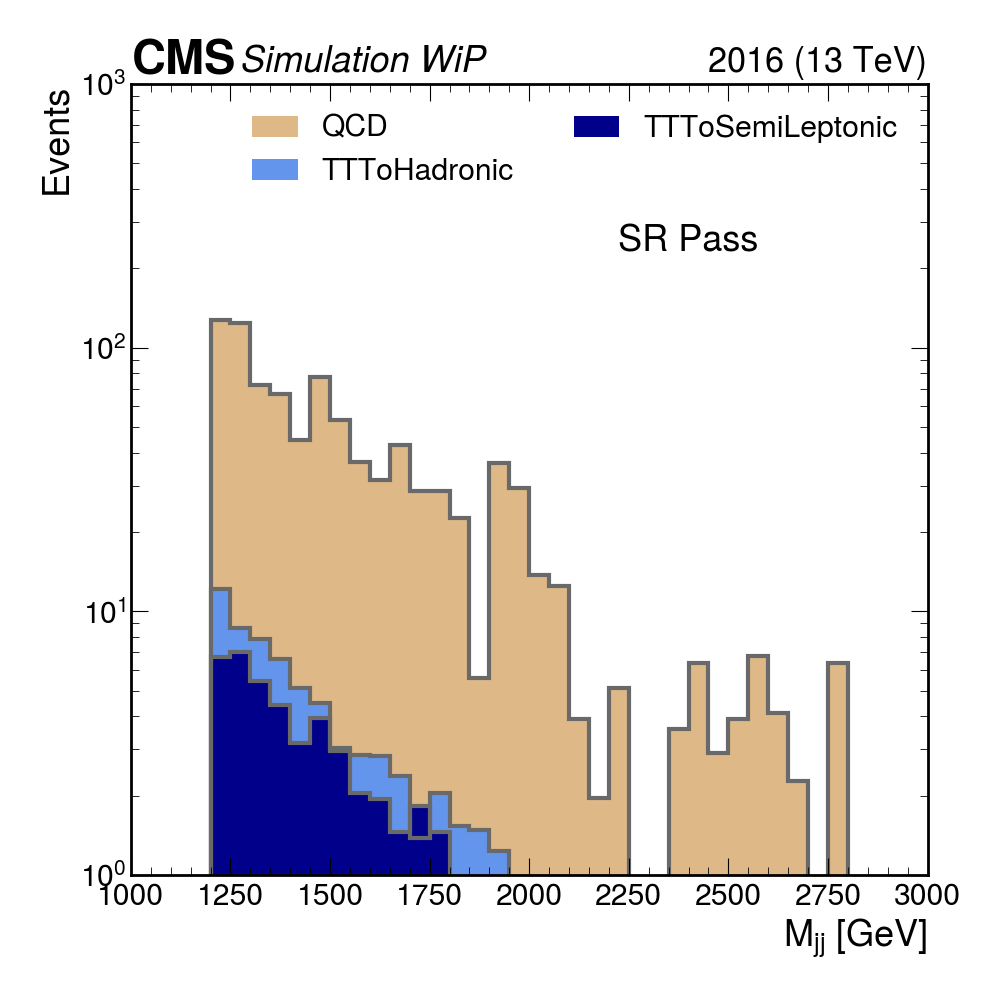 CMS Simulation WiP 2016 (13 TeV)
Events
QCD
TTToHadronic
TTToSemiLeptonic
SR Pass
10³
10²
10¹
10⁰
1000 1250 1500 1750 2000 2250 2500 2750 3000
M_jj [GeV]